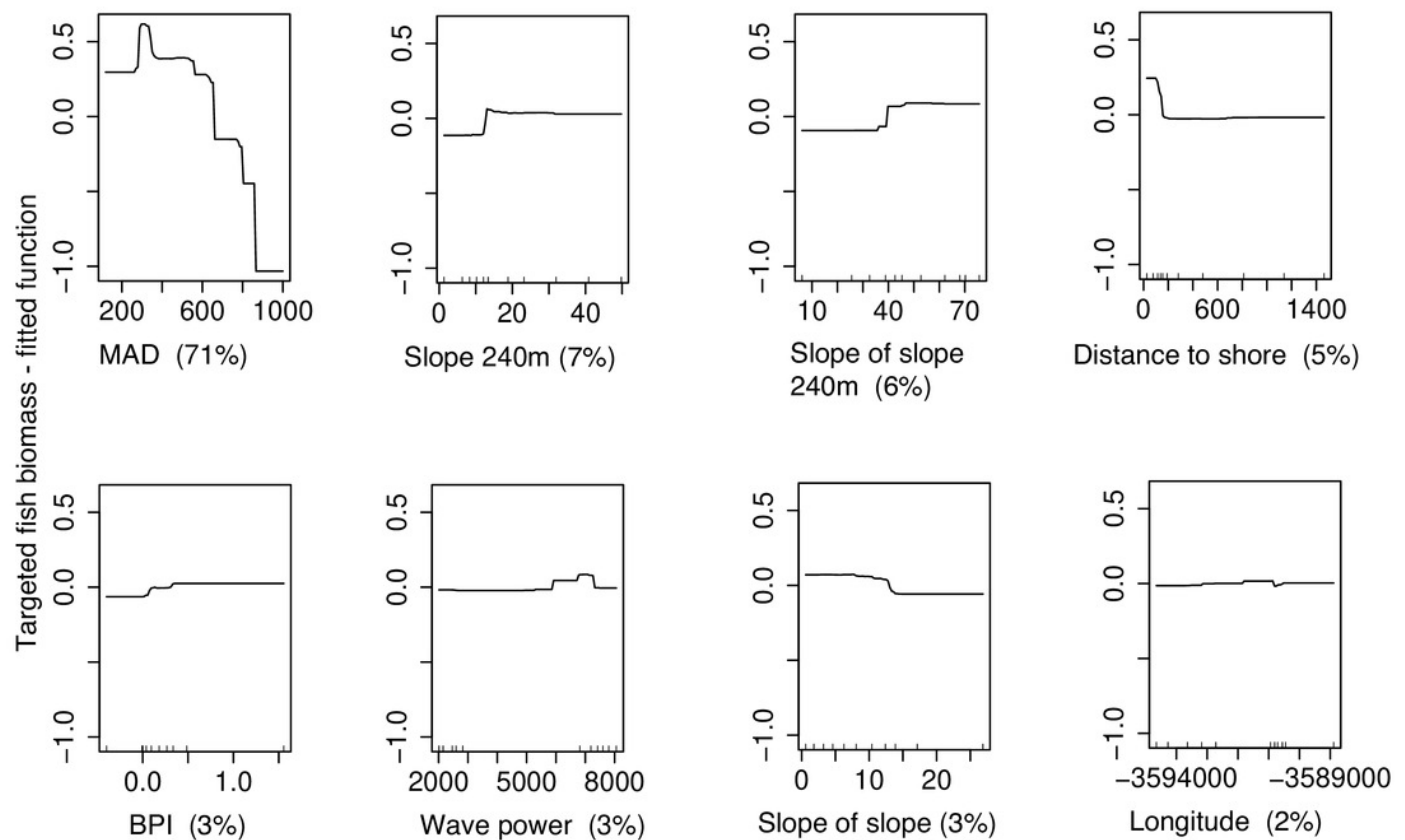 Targeted fish biomass - fitted function
0.5
0.0
−1.0
200 600 1000
MAD (71%)
0.5
0.0
−1.0
0 20 40
Slope 240m (7%)
0.5
0.0
−1.0
10 40 70
Slope of slope
240m (6%)
0.5
0.0
−1.0
0 600 1400
Distance to shore (5%)
0.5
0.0
−1.0
0.0 1.0
BPI (3%)
0.5
0.0
−1.0
2000 5000 8000
Wave power (3%)
0.5
0.0
−1.0
0 10 20
Slope of slope (3%)
0.5
0.0
−1.0
−3594000 −3589000
Longitude (2%)